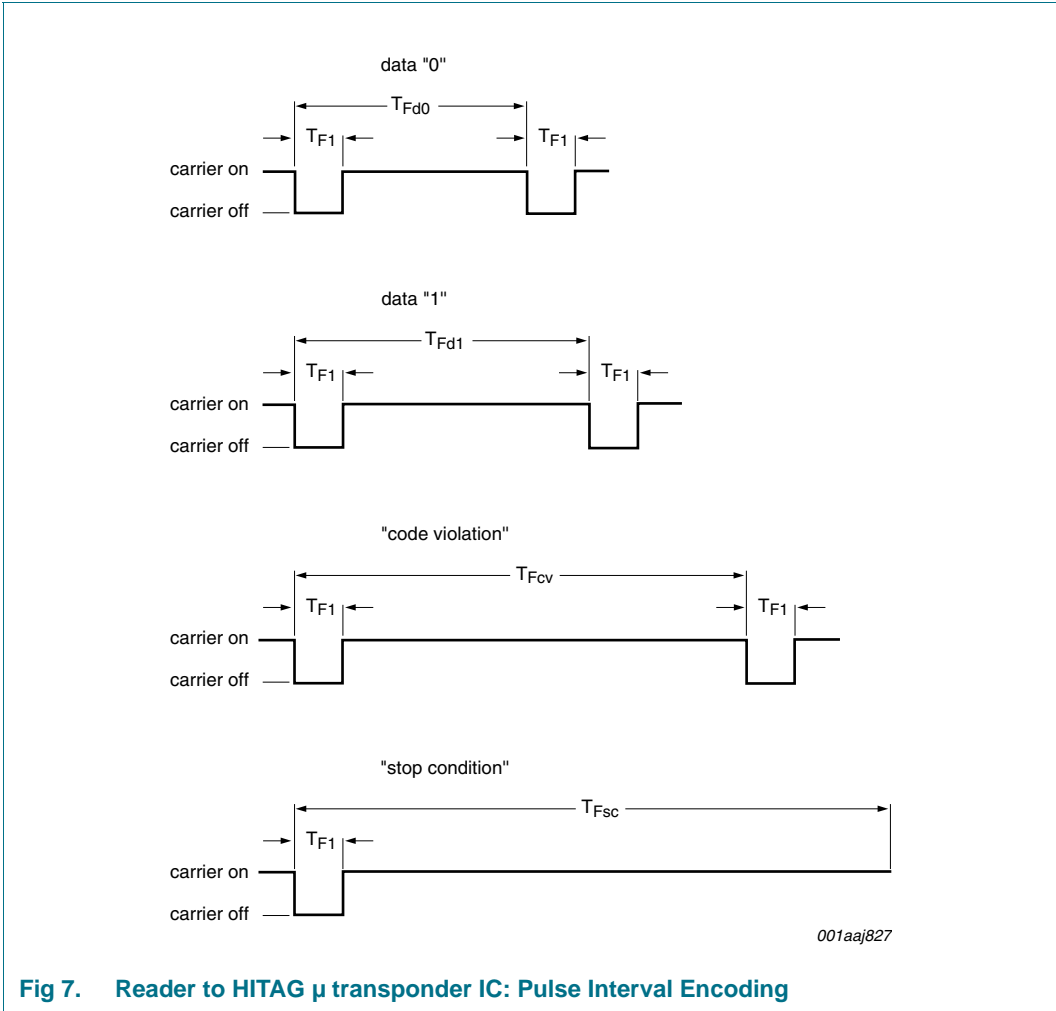 data "0"
TFd0
TF1 TF1
carrier on
carrier off
data "1"
TFd1
TF1 TF1
carrier on
carrier off
"code violation"
TFcv
TF1 TF1
carrier on
carrier off
"stop condition"
TFsc
TF1
carrier on
carrier off
001aaj827
Fig 7. Reader to HITAG µ transponder IC: Pulse Interval Encoding